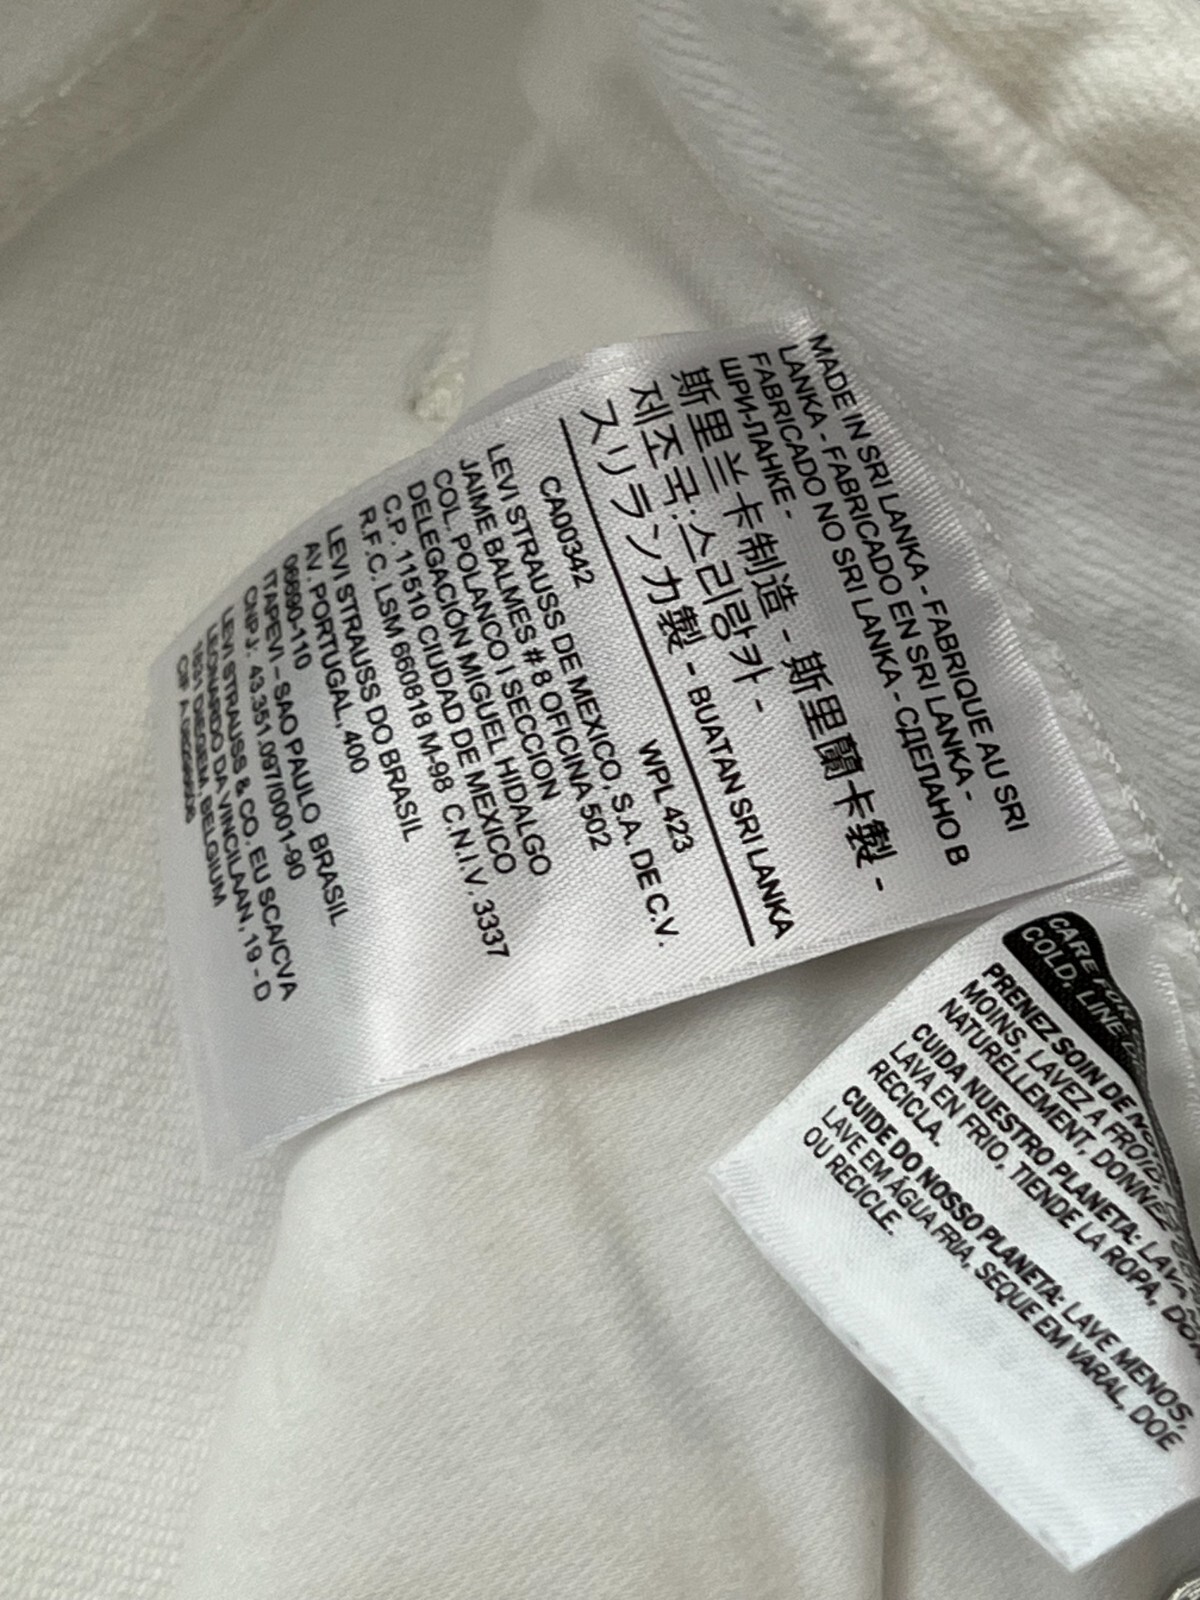 MADE IN SRI LANKA - FABRIQUE AU SRI
LANKA - FABRICADO EN SRI LANKA -
FABRICADO NO SRI LANKA - СДЕЛАНО В
ШРИ-ЛАНКЕ -
斯里兰卡制造 - 斯里蘭卡製 -
제조국:스리랑카 -
スリランカ製 - BUATAN SRI LANKA
CA00342 WPL 423
LEVI STRAUSS DE MEXICO, S.A. DE C.V.
JAIME BALMES # 8 OFICINA 502
COL. POLANCO I SECCION
DELEGACIÓN MIGUEL HIDALGO
C.P. 11510 CIUDAD DE MEXICO
R.F.C. LSM 660818 M-98 C.N.I.V. 3337
LEVI STRAUSS DO BRASIL
AV. PORTUGAL, 400
06690-110
ITAPEVI – SAO PAULO BRASIL
CNPJ: 43.351.097/0001-90
LEVI STRAUSS & CO. EU SCA/CVA
LEONARDO DA VINCILAAN, 19 - D
1831 DIEGEM BELGIUM
CIF
CARE FOR
COLD, LINE
PRENEZ SOIN DE
MOINS, LAVEZ A FROID,
NATURELLEMENT, DONNEZ
CUIDA NUESTRO PLANETA: LAVA
LAVA EN FRIO, TIENDE LA ROPA,
RECICLA.
CUIDE DO NOSSO PLANETA: LAVE MENOS,
LAVE EM ÁGUA FRIA, SEQUE EM VARAL, DOE
OU RECICLE.